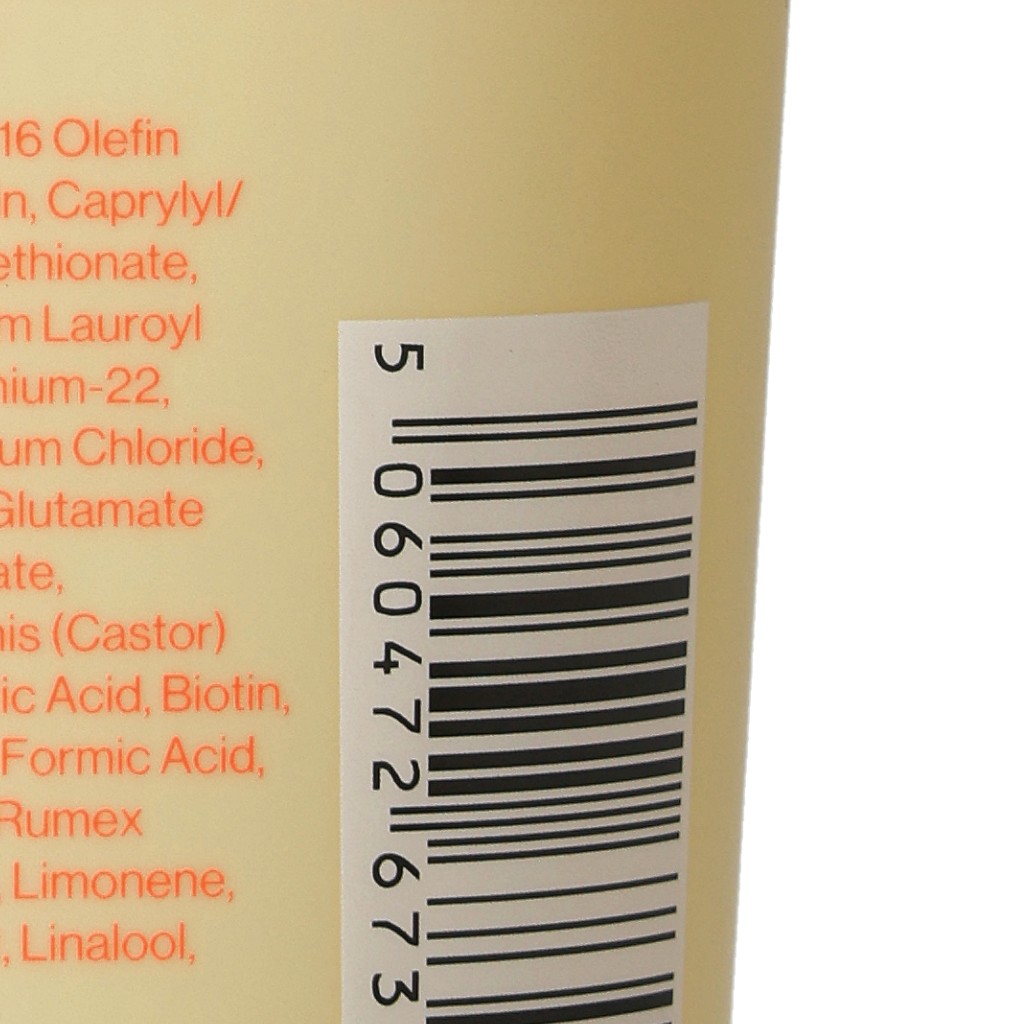 16 Olefin
in, Caprylyl/
ethionate,
m Lauroyl
nium-22,
um Chloride,
Glutamate
ate,
nis (Castor)
ic Acid, Biotin,
Formic Acid,
Rumex
, Limonene,
, Linalool,
5 060472 673